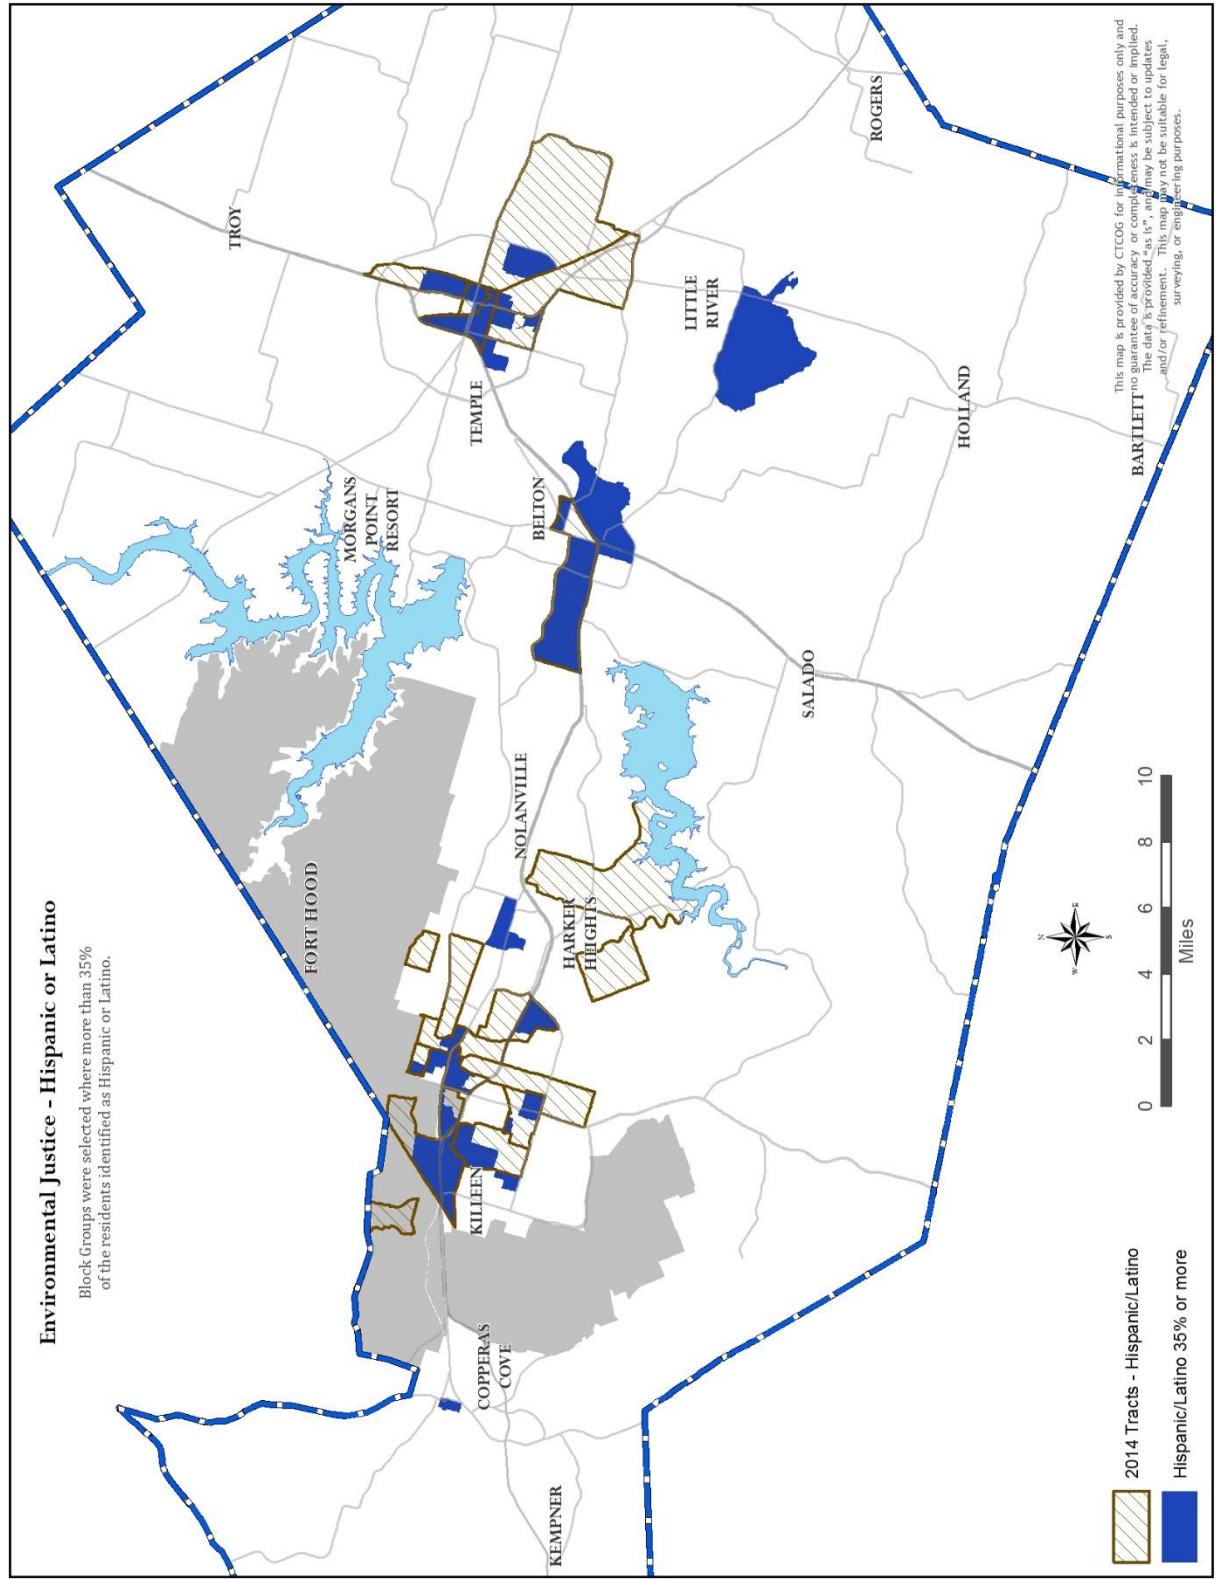 Environmental Justice - Hispanic or Latino
Block Groups were selected where more than 35%
of the residents identified as Hispanic or Latino.
TROY
MORGANS
POINT
RESORT
FORT HOOD
TEMPLE
BELTON
NOLANVILLE
HARKER
HEIGHTS
KILLEEN
COPPERAS
COVE
KEMPNER
LITTLE
RIVER
ROGERS
SALADO
HOLLAND
BARTLETT
N
W
E
S
0 2 4 6 8 10
Miles
2014 Tracts - Hispanic/Latino
Hispanic/Latino 35% or more
This map is provided by CTCOG for informational purposes only and
no guarantee of accuracy or completeness is intended or implied.
The data is provided "as is", and may be subject to updates
and/or refinement. This map may not be suitable for legal,
surveying, or engineering purposes.